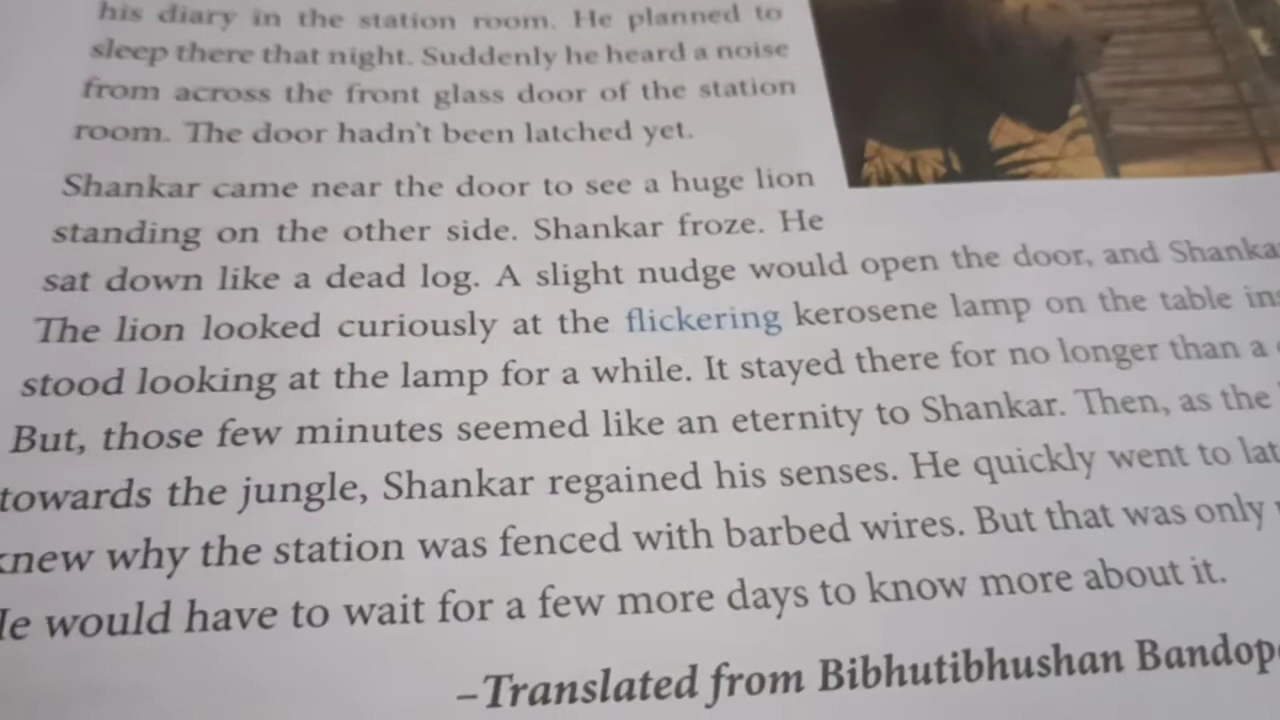 his diary in the station room. He planned to
sleep there that night. Suddenly he heard a noise
from across the front glass door of the station
room. The door hadn't been latched yet.
Shankar came near the door to see a huge lion
standing on the other side. Shankar froze. He
sat down like a dead log. A slight nudge would open the door, and Shanka
The lion looked curiously at the flickering kerosene lamp on the table
stood looking at the lamp for a while. It stayed there for no longer than a
But, those few minutes seemed like an eternity to Shankar. Then, as the
towards the jungle, Shankar regained his senses. He quickly went to lat
knew why the station was fenced with barbed wires. But that was only
He would have to wait for a few more days to know more about it.
–Translated from Bibhutibhushan Bandop